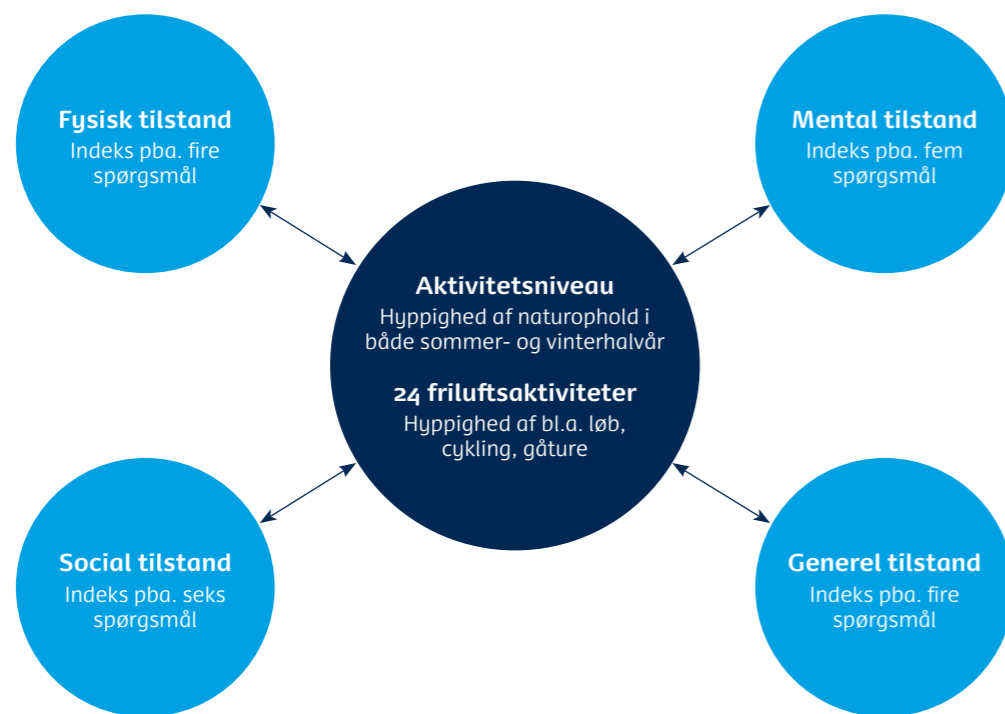 Fysisk tilstand
Indeks pba. fire
spørgsmål
Mental tilstand
Indeks pba. fem
spørgsmål
Aktivitetsniveau
Hyppighed af naturophold i
både sommer- og vinterhalvår
24 friluftsaktiviteter
Hyppighed af bl.a. løb,
cykling, gåture
Social tilstand
Indeks pba. seks
spørgsmål
Generel tilstand
Indeks pba. fire
spørgsmål